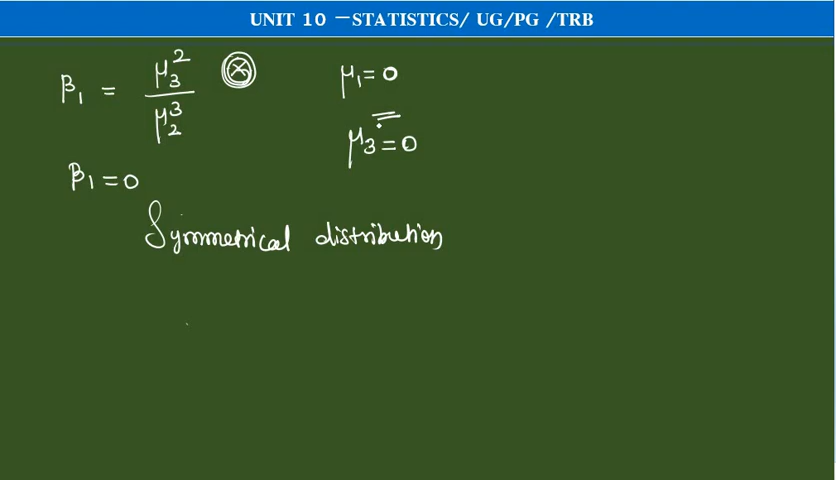 UNIT 10 – STATISTICS/ UG/PG /TRB
β₁ = μ₃² / μ₂³ ⊗ μ₁ = 0
μ₃ = 0
β₁ = 0
Symmetrical distribution